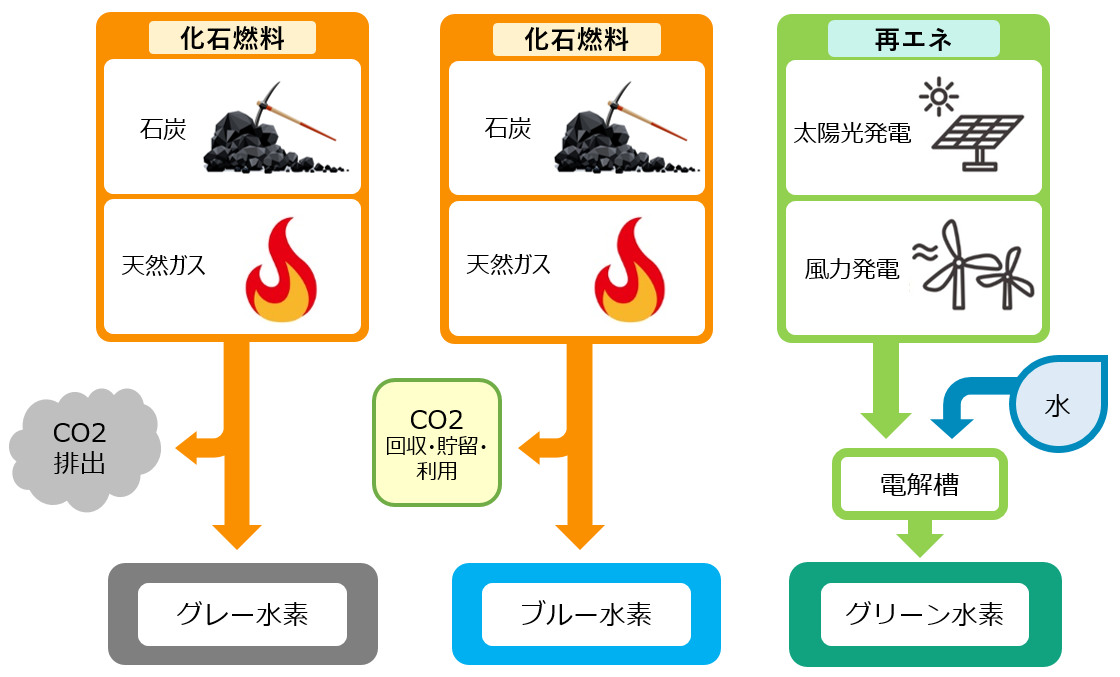 化石燃料
石炭
天然ガス
CO2
排出
グレー水素
化石燃料
石炭
天然ガス
CO2
回収・貯留・
利用
ブルー水素
再エネ
太陽光発電
風力発電
水
電解槽
グリーン水素